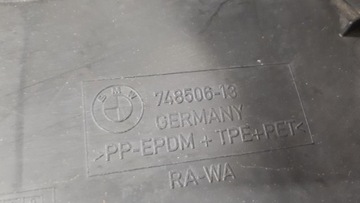 BMW 748506-13
GERMANY
>PP-EPDM + TPE+PET<
RA-WA